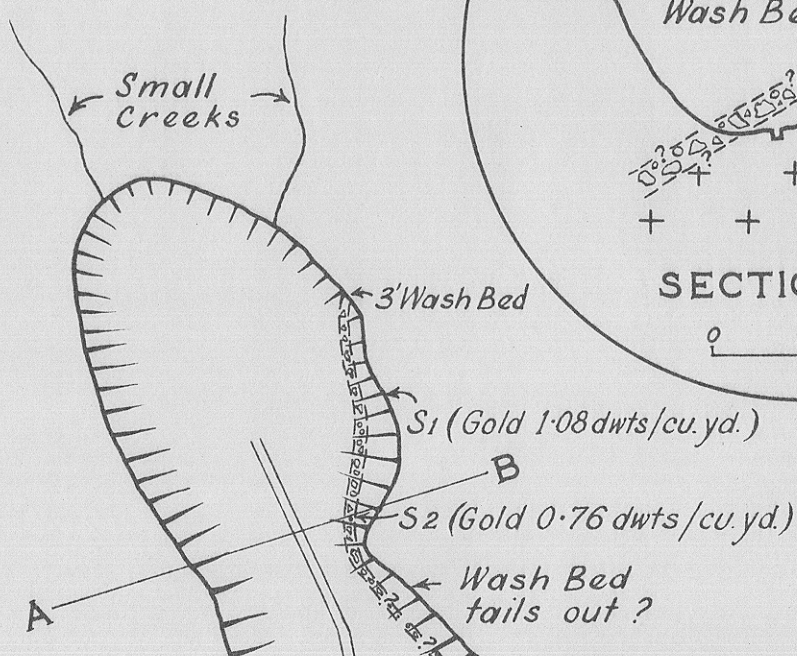 Small
Creeks
Wash Be
?
?
SECTIO
0
3' Wash Bed
S1 (Gold 1·08 dwts/cu. yd.)
B
S2 (Gold 0·76 dwts/cu. yd.)
Wash Bed
tails out ?
?
?
A